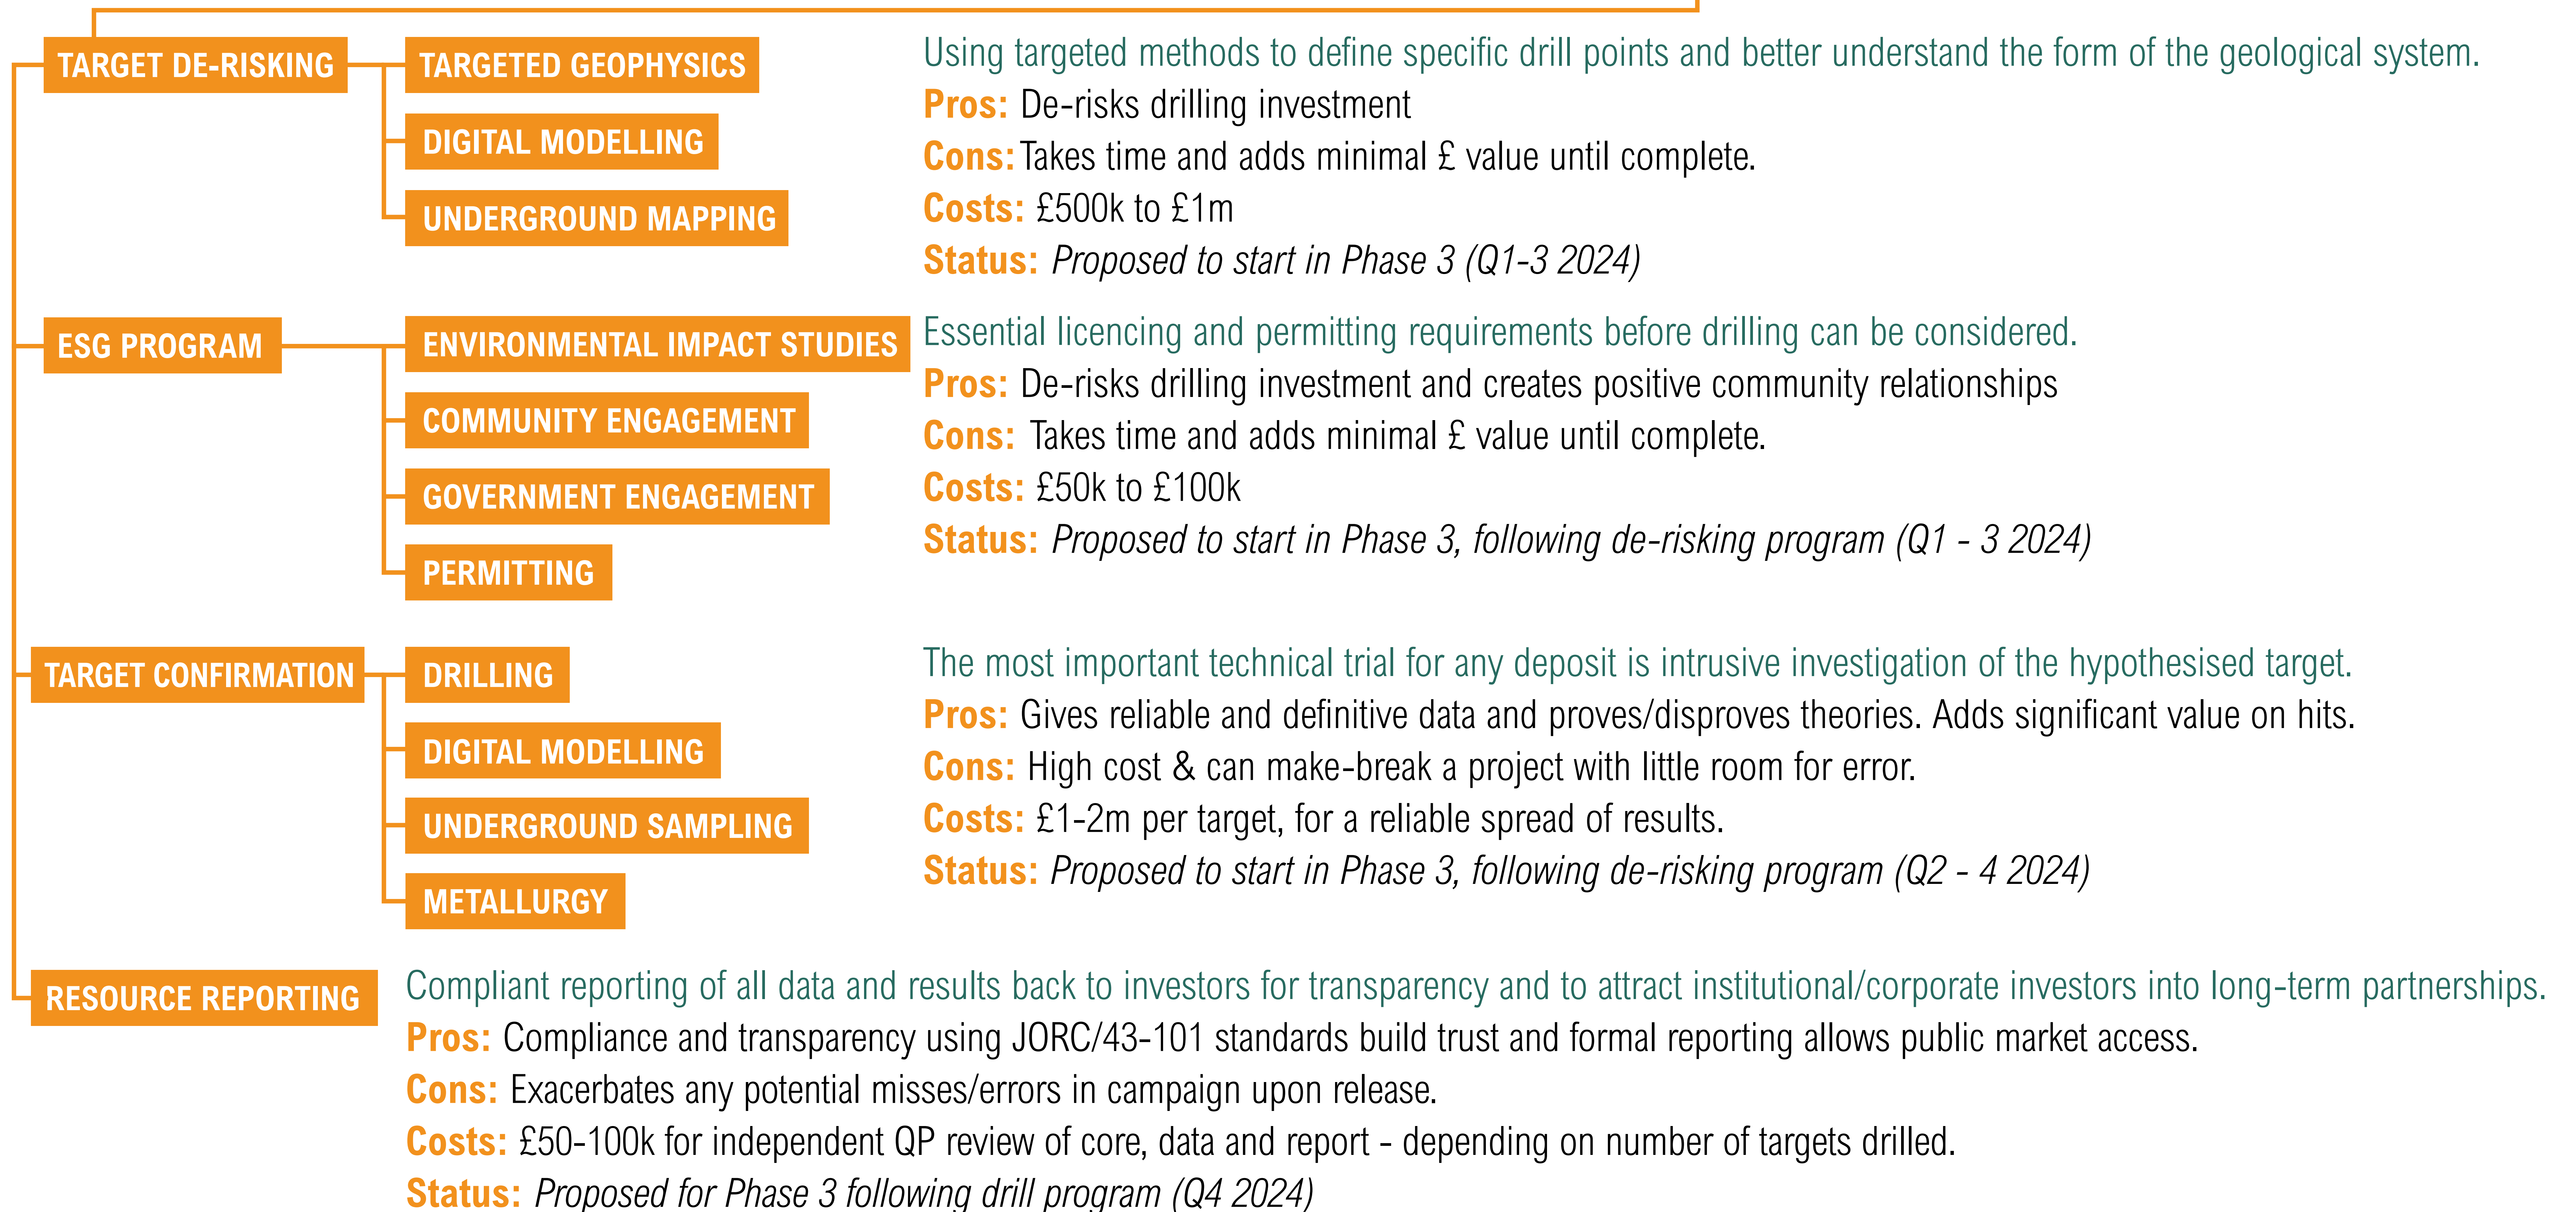 TARGET DE-RISKING
TARGETED GEOPHYSICS
DIGITAL MODELLING
UNDERGROUND MAPPING
Using targeted methods to define specific drill points and better understand the form of the geological system.
Pros: De-risks drilling investment
Cons: Takes time and adds minimal £ value until complete.
Costs: £500k to £1m
Status: Proposed to start in Phase 3 (Q1-3 2024)
ESG PROGRAM
ENVIRONMENTAL IMPACT STUDIES
COMMUNITY ENGAGEMENT
GOVERNMENT ENGAGEMENT
PERMITTING
Essential licencing and permitting requirements before drilling can be considered.
Pros: De-risks drilling investment and creates positive community relationships
Cons: Takes time and adds minimal £ value until complete.
Costs: £50k to £100k
Status: Proposed to start in Phase 3, following de-risking program (Q1 - 3 2024)
TARGET CONFIRMATION
DRILLING
DIGITAL MODELLING
UNDERGROUND SAMPLING
METALLURGY
The most important technical trial for any deposit is intrusive investigation of the hypothesised target.
Pros: Gives reliable and definitive data and proves/disproves theories. Adds significant value on hits.
Cons: High cost & can make-break a project with little room for error.
Costs: £1-2m per target, for a reliable spread of results.
Status: Proposed to start in Phase 3, following de-risking program (Q2 - 4 2024)
RESOURCE REPORTING
Compliant reporting of all data and results back to investors for transparency and to attract institutional/corporate investors into long-term partnerships.
Pros: Compliance and transparency using JORC/43-101 standards build trust and formal reporting allows public market access.
Cons: Exacerbates any potential misses/errors in campaign upon release.
Costs: £50-100k for independent QP review of core, data and report - depending on number of targets drilled.
Status: Proposed for Phase 3 following drill program (Q4 2024)